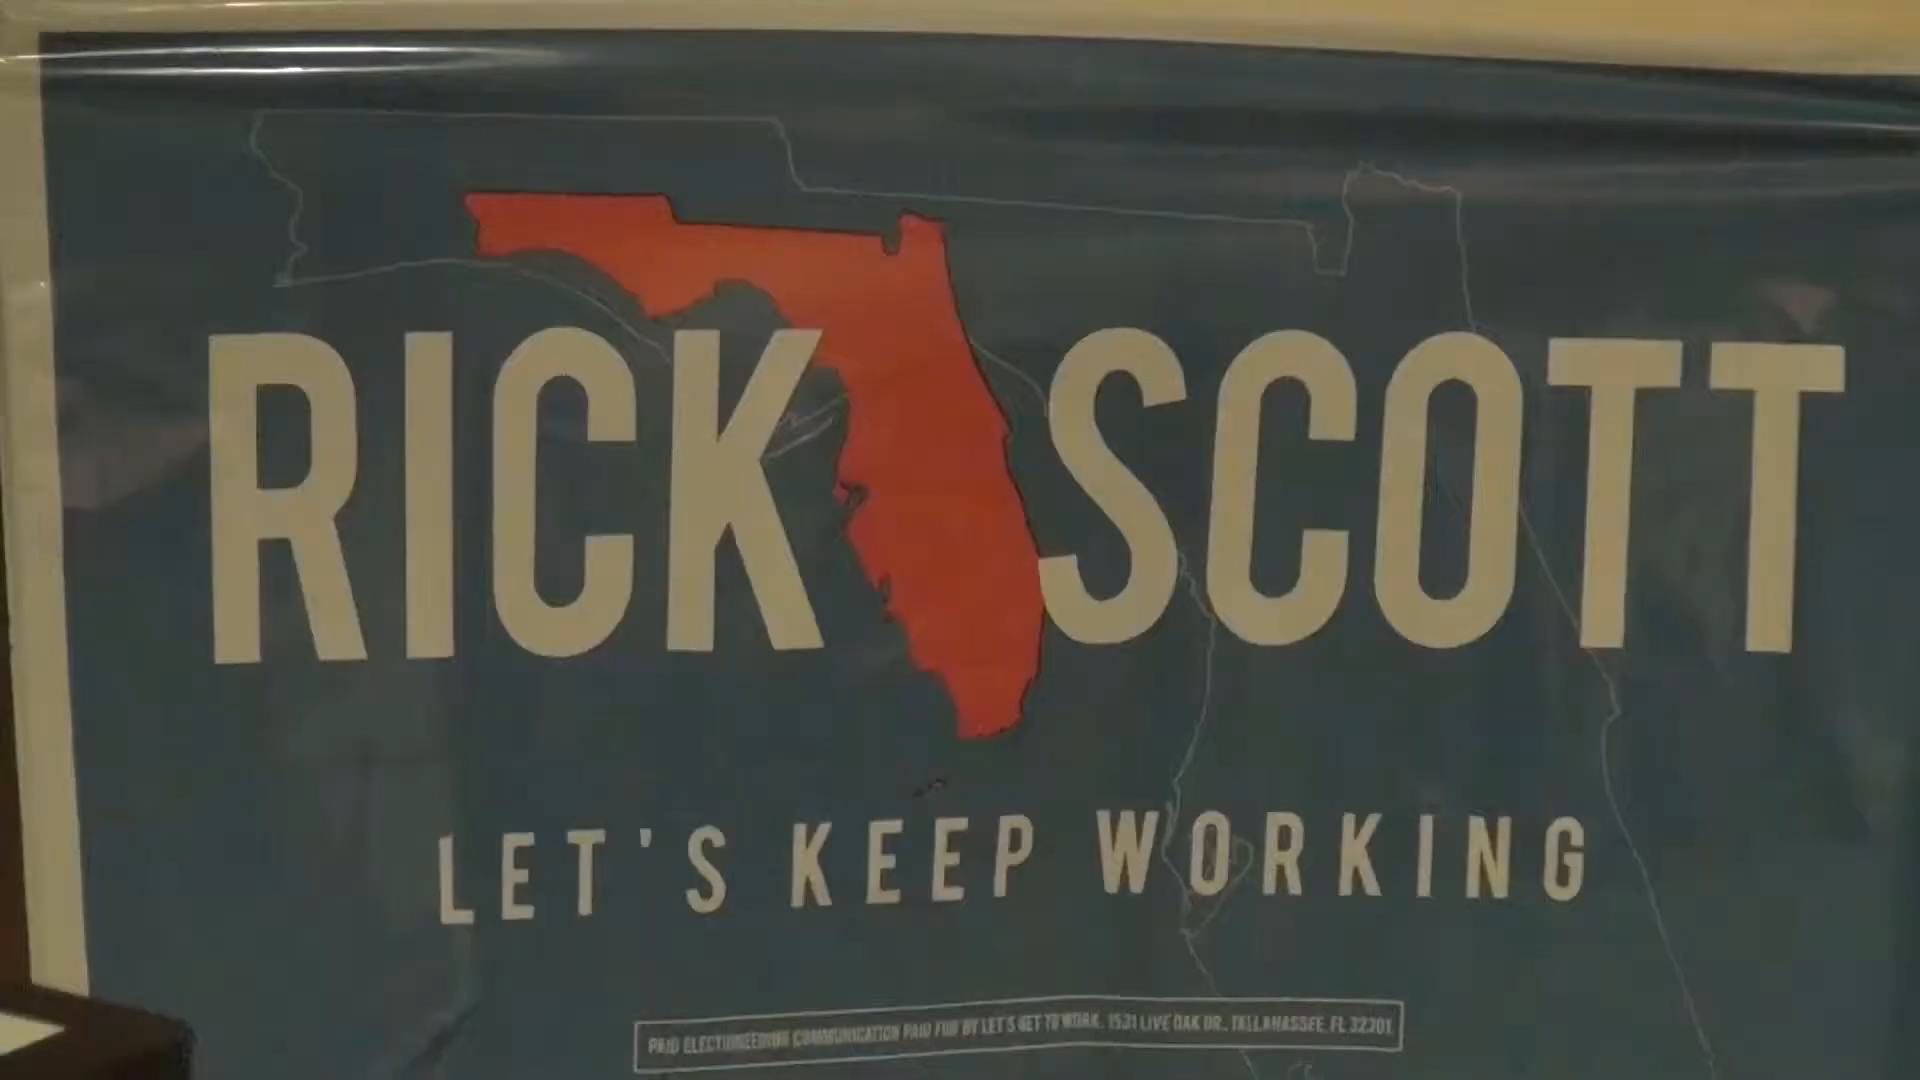 RICK SCOTT
LET'S KEEP WORKING
PAID ELECTIONEERING COMMUNICATION PAID FOR BY LET'S GET TO WORK. 1531 LIVE OAK DR., TALLAHASSEE, FL 32301